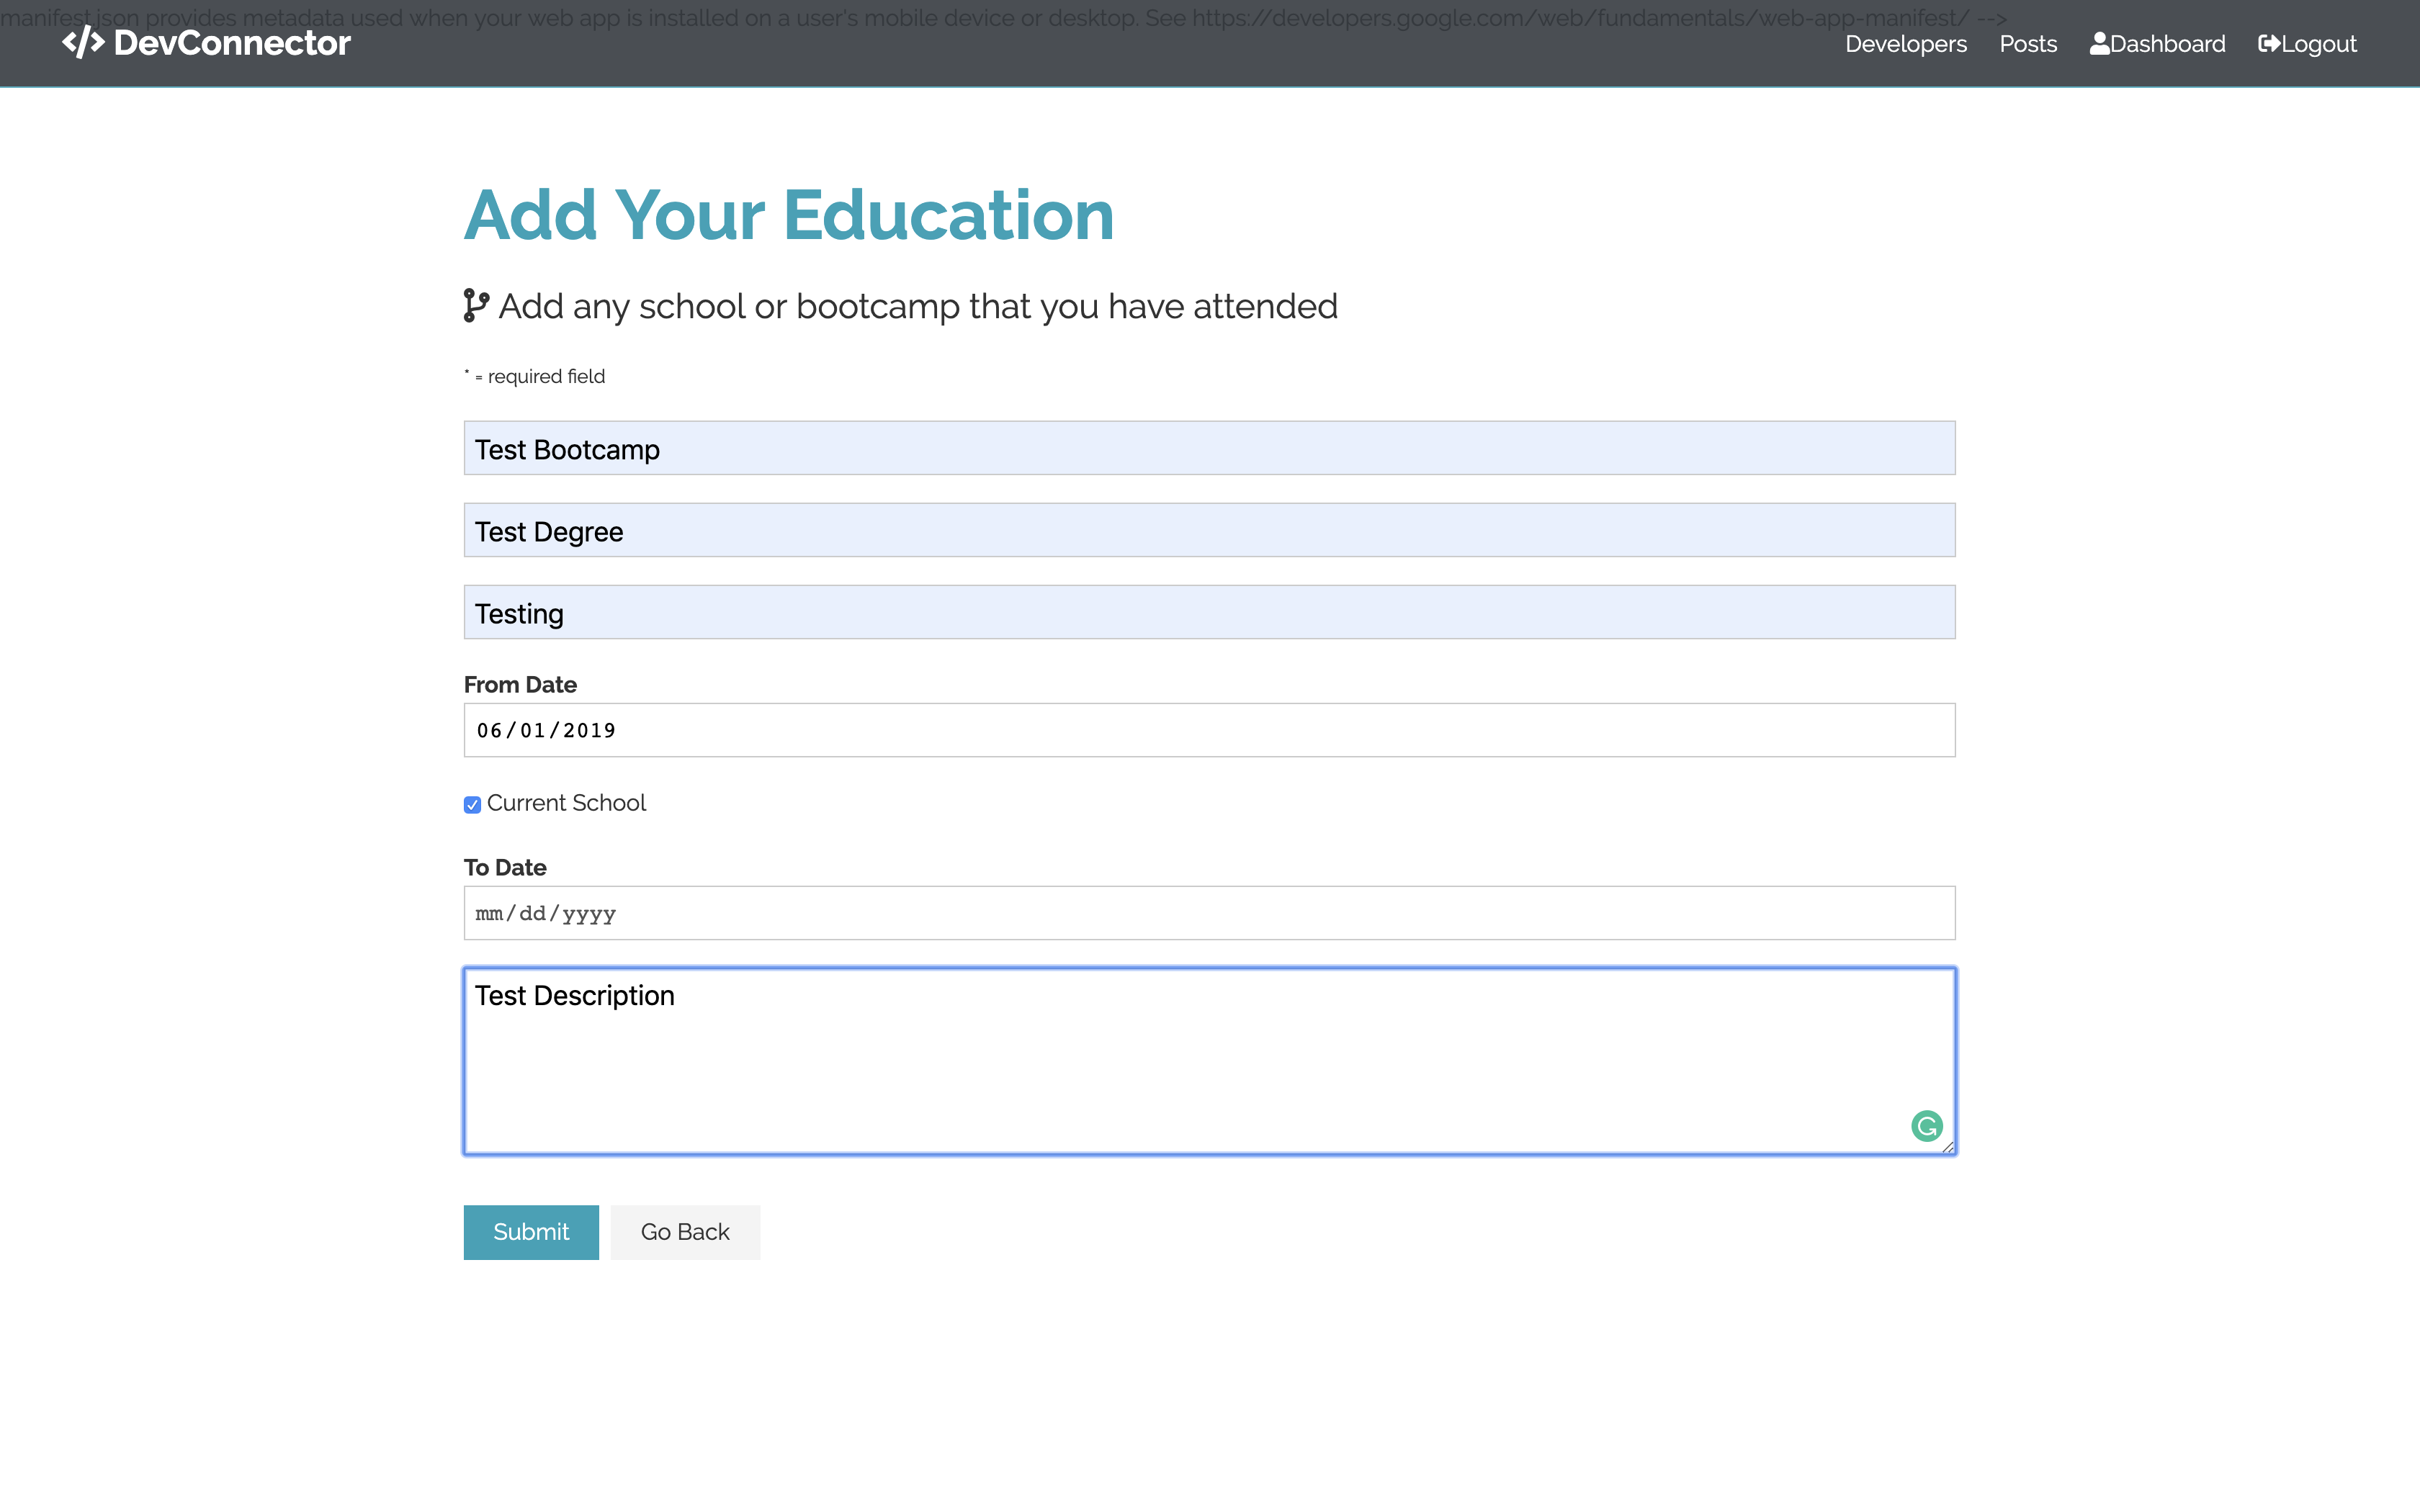 manifest.json provides metadata used when your web app is installed on a user's mobile device or desktop. See https://developers.google.com/web/fundamentals/web-app-manifest/ -->
</> DevConnector
Developers Posts Dashboard Logout
Add Your Education
Add any school or bootcamp that you have attended
* = required field
Test Bootcamp
Test Degree
Testing
From Date
06/01/2019
Current School
To Date
mm/dd/yyyy
Test Description
Submit Go Back